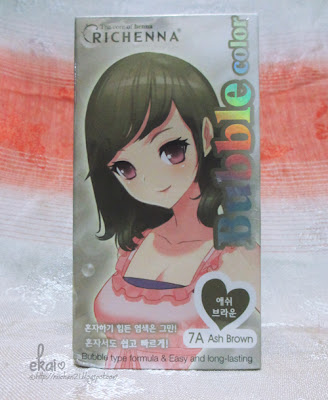 RICHENNA®
Bubble color
애쉬
브라운
7A Ash Brown
혼자하기 힘든 염색은 그만!
혼자서도 쉽고 빠르게!
Bubble type formula & Easy and long-lasting
ekai